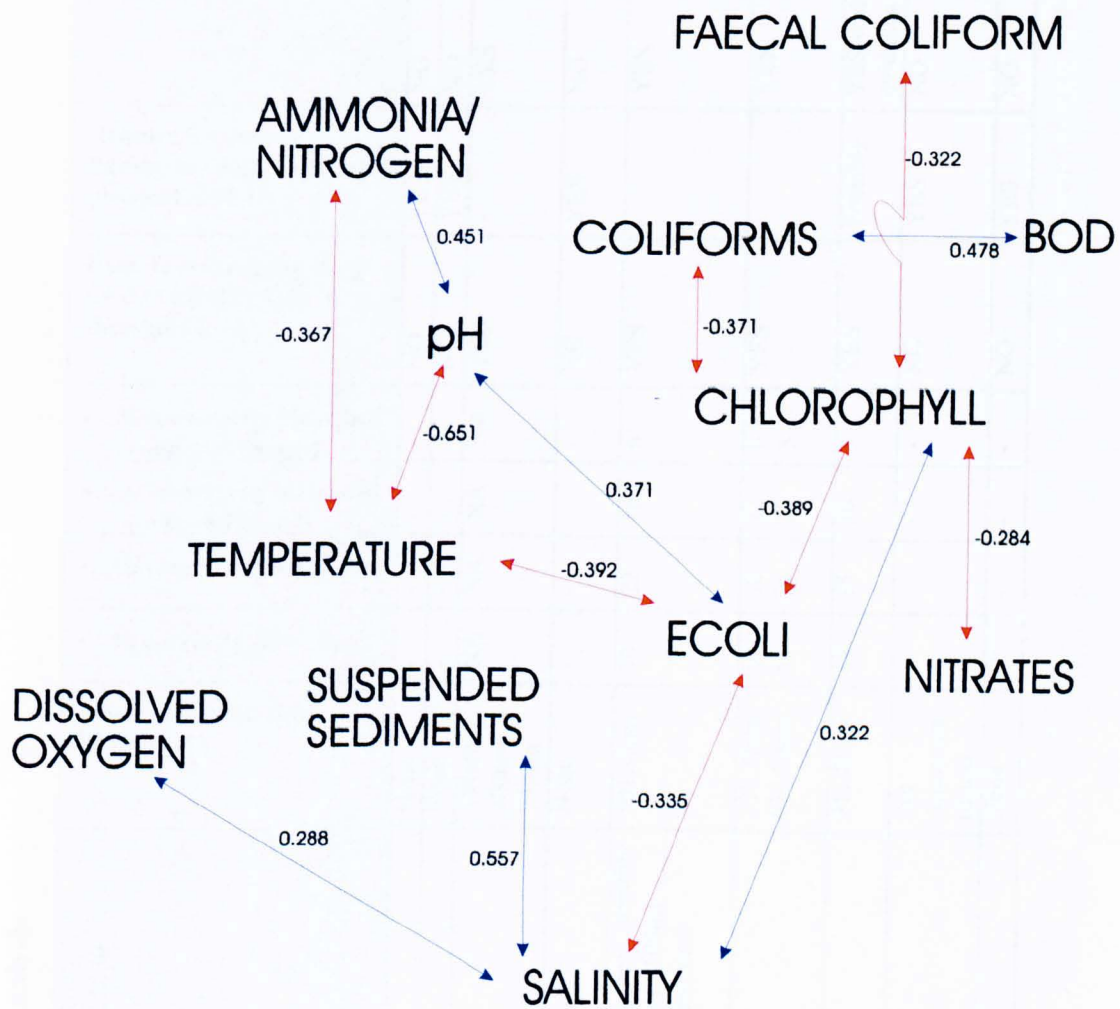 FAECAL COLIFORM
AMMONIA/
NITROGEN
-0.322
0.451
COLIFORMS
0.478
BOD
-0.367
pH
-0.371
CHLOROPHYLL
-0.651
0.371
-0.389
-0.284
TEMPERATURE
-0.392
ECOLI
NITRATES
DISSOLVED
OXYGEN
SUSPENDED
SEDIMENTS
0.322
-0.335
0.288
0.557
SALINITY